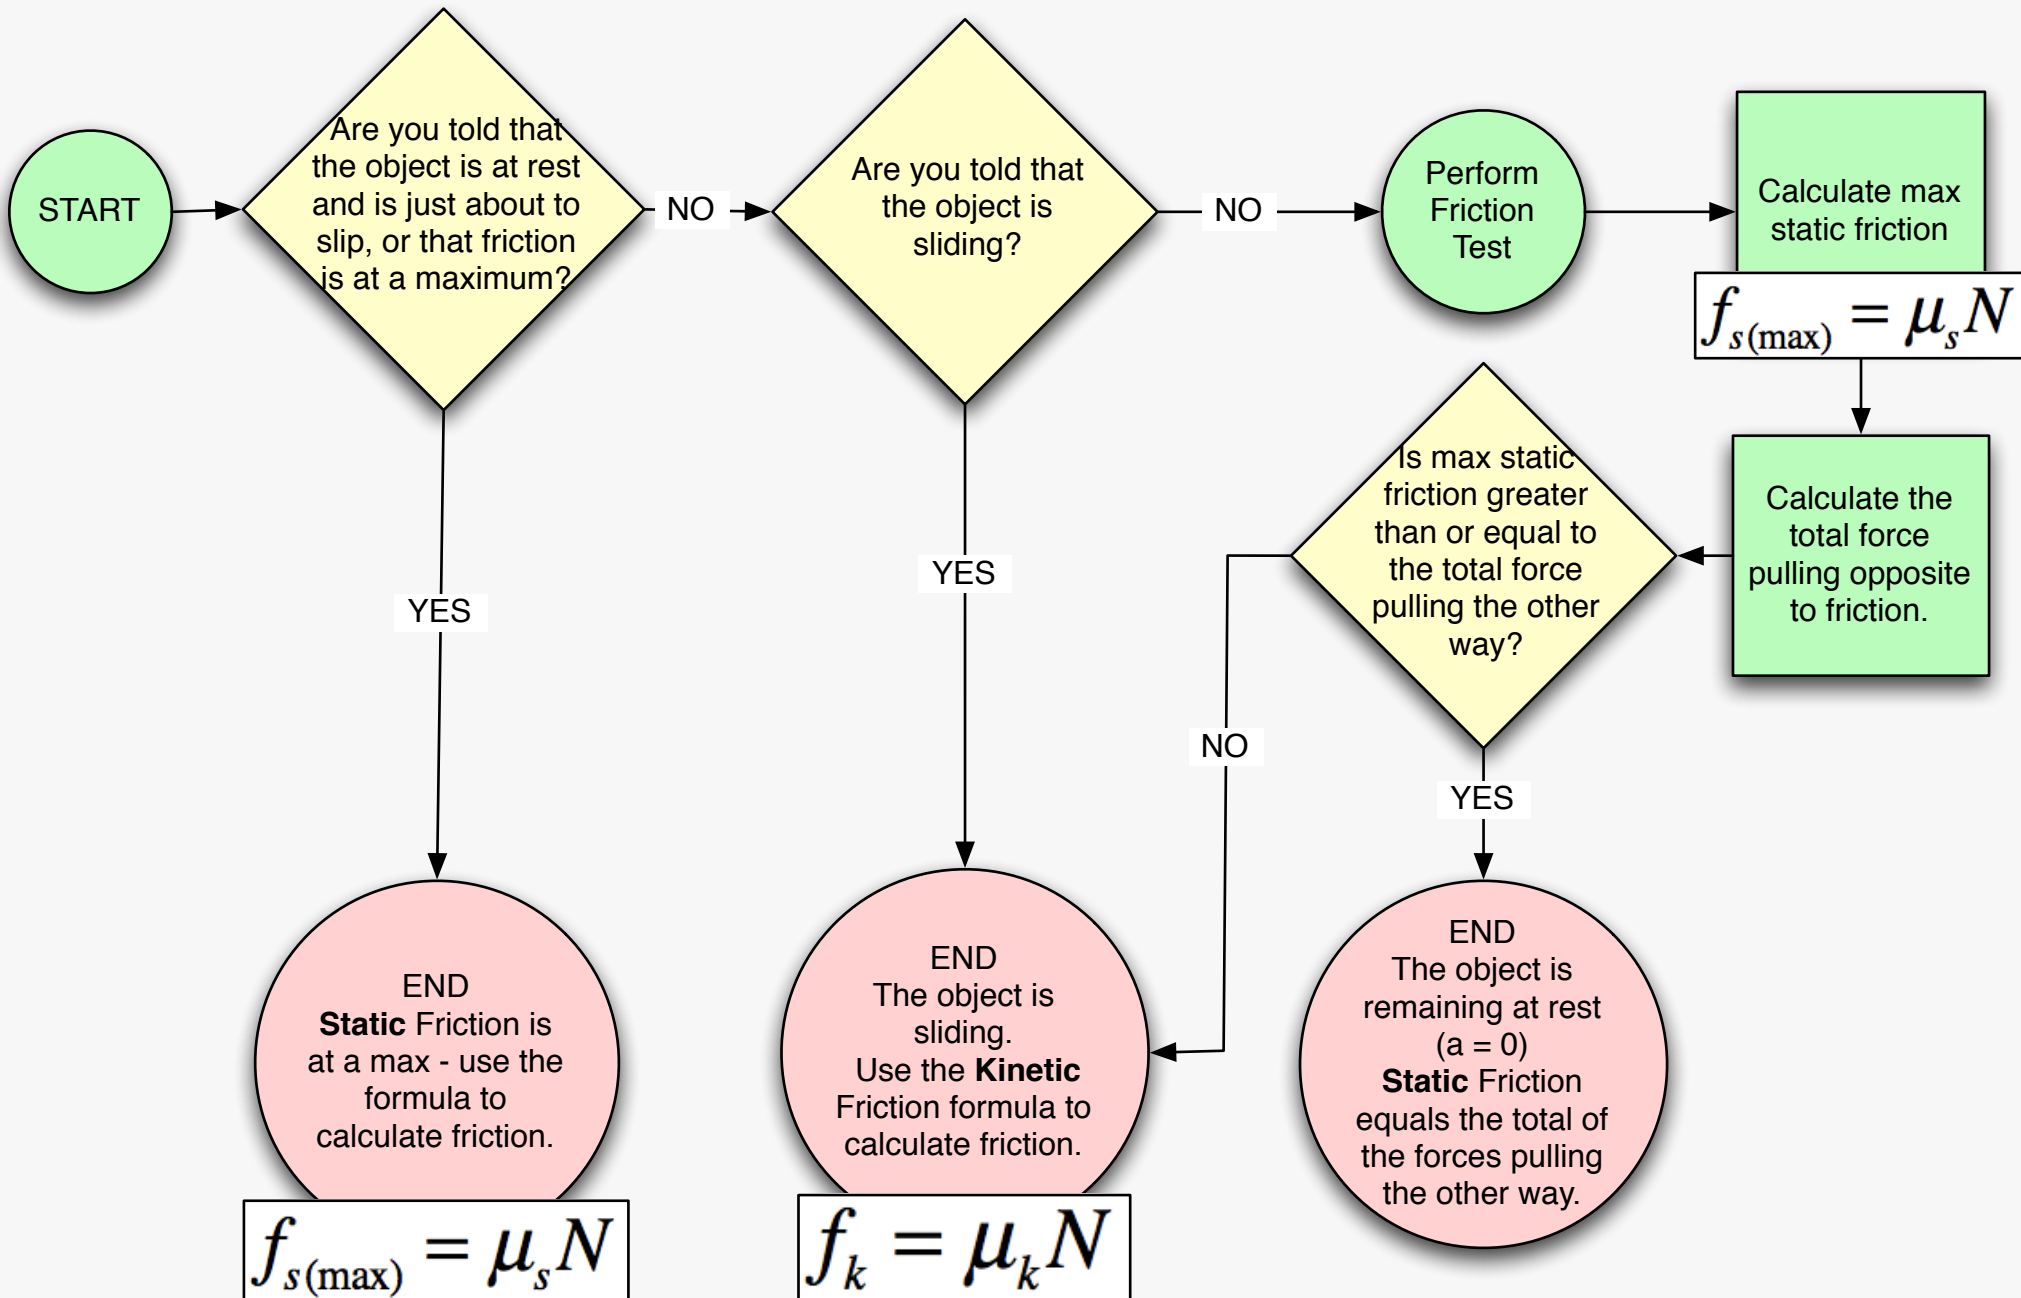 START
Are you told that
the object is at rest
and is just about to
slip, or that friction
is at a maximum?
NO
Are you told that
the object is
sliding?
NO
Perform
Friction
Test
Calculate max
static friction
f_{s(max)} = μ_s N
Calculate the
total force
pulling opposite
to friction.
Is max static
friction greater
than or equal to
the total force
pulling the other
way?
YES
YES
NO
YES
END
Static Friction is
at a max - use the
formula to
calculate friction.
f_{s(max)} = μ_s N
END
The object is
sliding.
Use the Kinetic
Friction formula to
calculate friction.
f_k = μ_k N
END
The object is
remaining at rest
(a = 0)
Static Friction
equals the total of
the forces pulling
the other way.